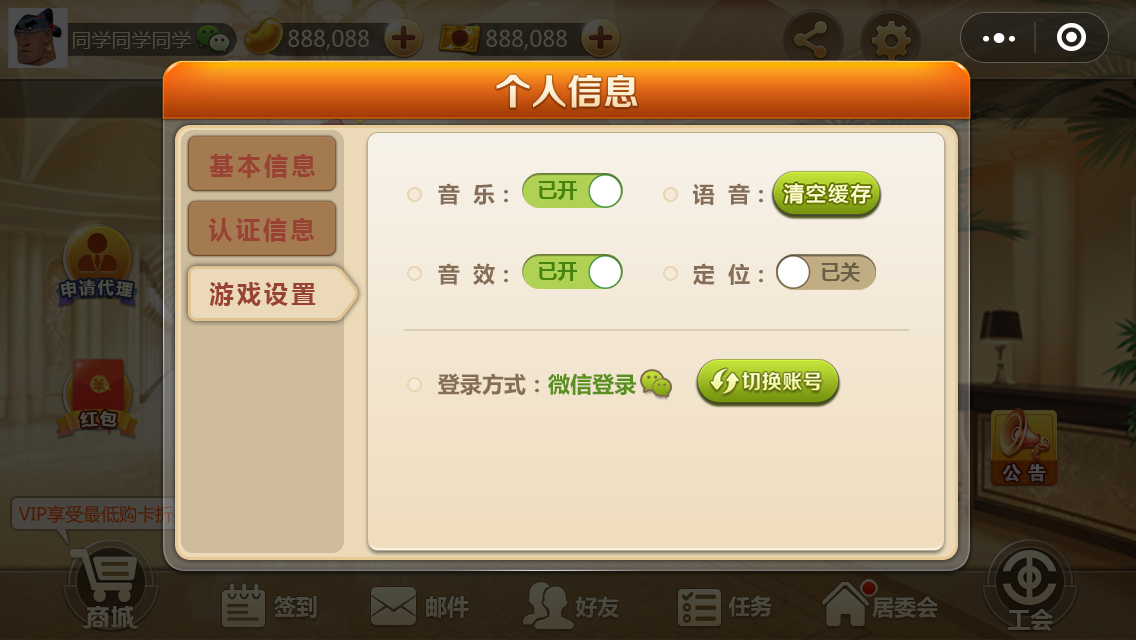 同学同学同学
888,080
888,080
个人信息
基本信息
认证信息
游戏设置
音乐：
已开
语音：
清空缓存
音效：
已开
定位：
已关
登录方式：微信登录
切换账号
申请代理
红包
公告
VIP享受最低购卡折
商城
签到
邮件
好友
任务
居委会
工会